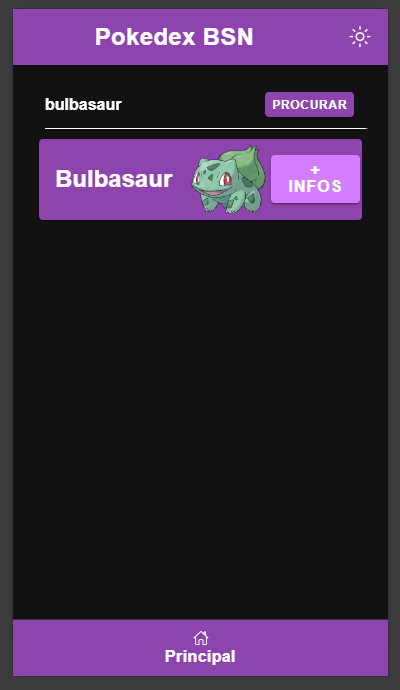 Pokedex BSN
bulbasaur
PROCURAR
Bulbasaur
+
INFOS
Principal